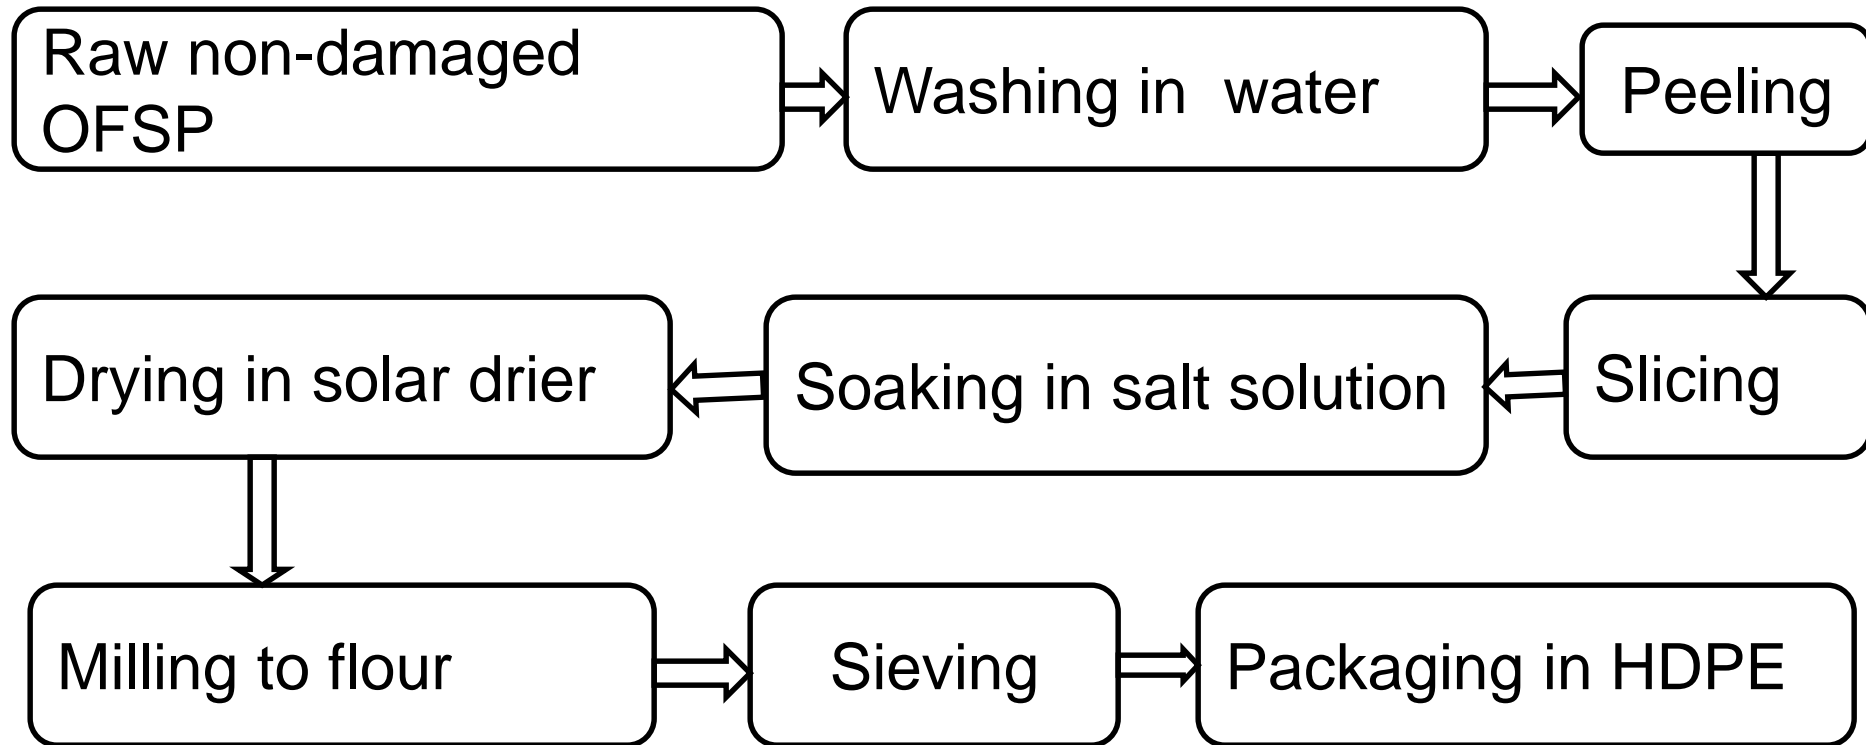 Raw non-damaged
OFSP
Washing in  water
Peeling
Slicing
Soaking in salt solution
Drying in solar drier
Milling to flour
Sieving
Packaging in HDPE